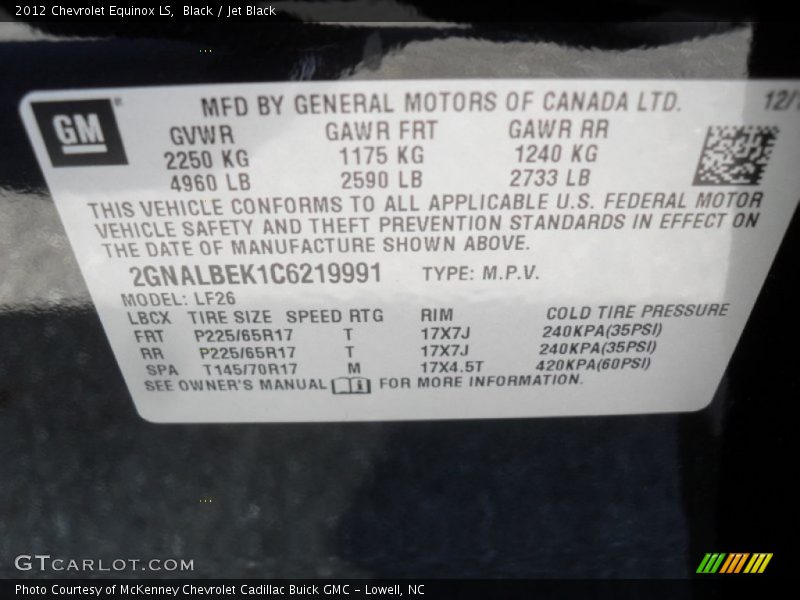 2012 Chevrolet Equinox LS, Black / Jet Black
GM
MFD BY GENERAL MOTORS OF CANADA LTD.
GVWR GAWR FRT GAWR RR
2250 KG 1175 KG 1240 KG
4960 LB 2590 LB 2733 LB
THIS VEHICLE CONFORMS TO ALL APPLICABLE U.S. FEDERAL MOTOR
VEHICLE SAFETY AND THEFT PREVENTION STANDARDS IN EFFECT ON
THE DATE OF MANUFACTURE SHOWN ABOVE.
2GNALBEK1C6219991 TYPE: M.P.V.
MODEL: LF26
LBCX TIRE SIZE SPEED RTG RIM COLD TIRE PRESSURE
FRT P225/65R17 T 17X7J 240KPA(35PSI)
RR P225/65R17 T 17X7J 240KPA(35PSI)
SPA T145/70R17 M 17X4.5T 420KPA(60PSI)
SEE OWNER'S MANUAL FOR MORE INFORMATION.
GTCARLOT.COM
Photo Courtesy of McKenney Chevrolet Cadillac Buick GMC - Lowell, NC